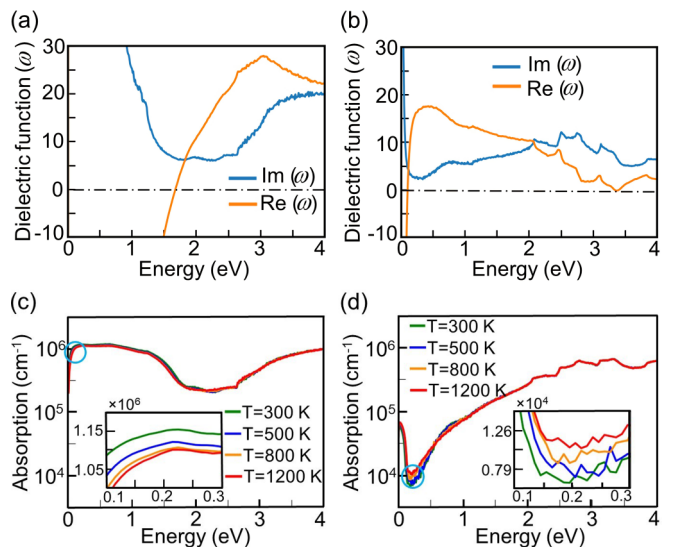 (a)
Dielectric function (ω)
30
20
10
0
-10
Im (ω)
Re (ω)
0 1 2 3 4
Energy (eV)
(b)
Dielectric function (ω)
30
20
10
0
-10
Im (ω)
Re (ω)
0 1 2 3 4
Energy (eV)
(c)
Absorption (cm⁻¹)
10⁶
10⁵
10⁴
×10⁶
1.15
1.05
0.1 0.3
T=300 K
T=500 K
T=800 K
T=1200 K
0 1 2 3 4
Energy (eV)
(d)
Absorption (cm⁻¹)
10⁶
10⁵
10⁴
T=300 K
T=500 K
T=800 K
T=1200 K
×10⁴
1.26
0.79
0.1 0.2 0.3
0 1 2 3 4
Energy (eV)